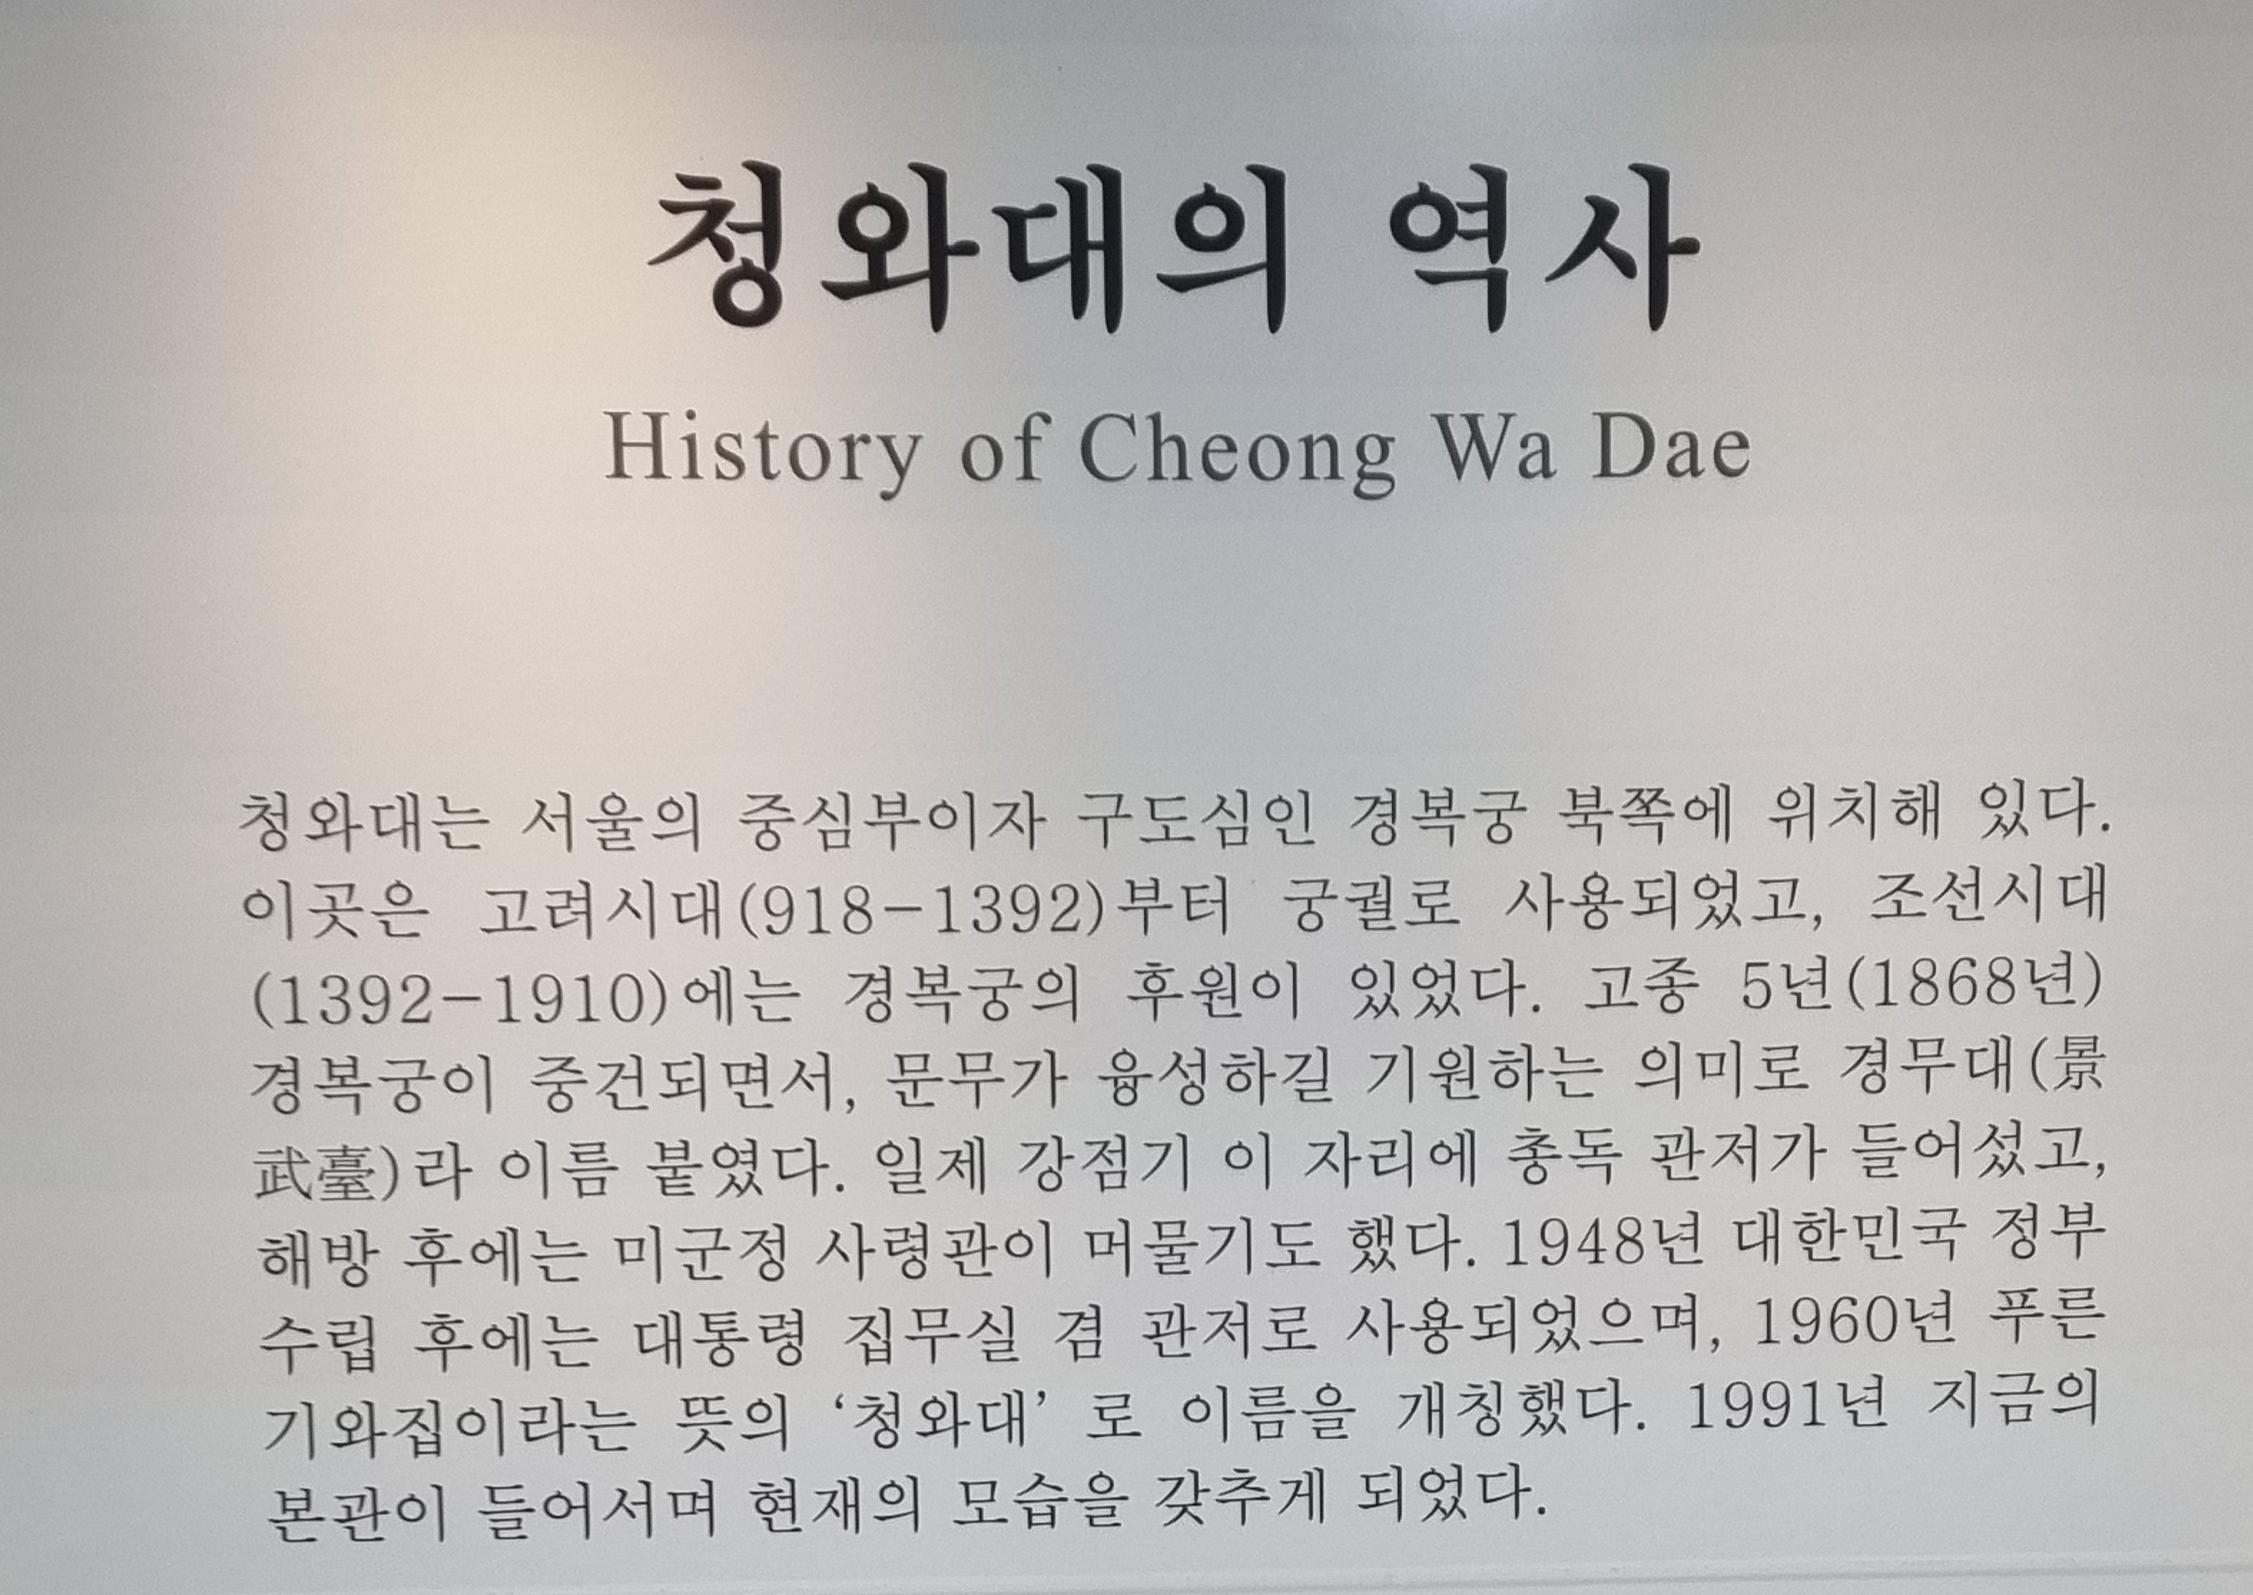 청와대의 역사
History of Cheong Wa Dae
청와대는 서울의 중심부이자 구도심인 경복궁 북쪽에 위치해 있다.
이곳은 고려시대(918-1392)부터 궁궐로 사용되었고, 조선시대
(1392-1910)에는 경복궁의 후원이 있었다. 고종 5년(1868년)
경복궁이 중건되면서, 문무가 융성하길 기원하는 의미로 경무대(景
武臺)라 이름 붙였다. 일제 강점기 이 자리에 총독 관저가 들어섰고,
해방 후에는 미군정 사령관이 머물기도 했다. 1948년 대한민국 정부
수립 후에는 대통령 집무실 겸 관저로 사용되었으며, 1960년 푸른
기와집이라는 뜻의 ‘청와대’ 로 이름을 개칭했다. 1991년 지금의
본관이 들어서며 현재의 모습을 갖추게 되었다.